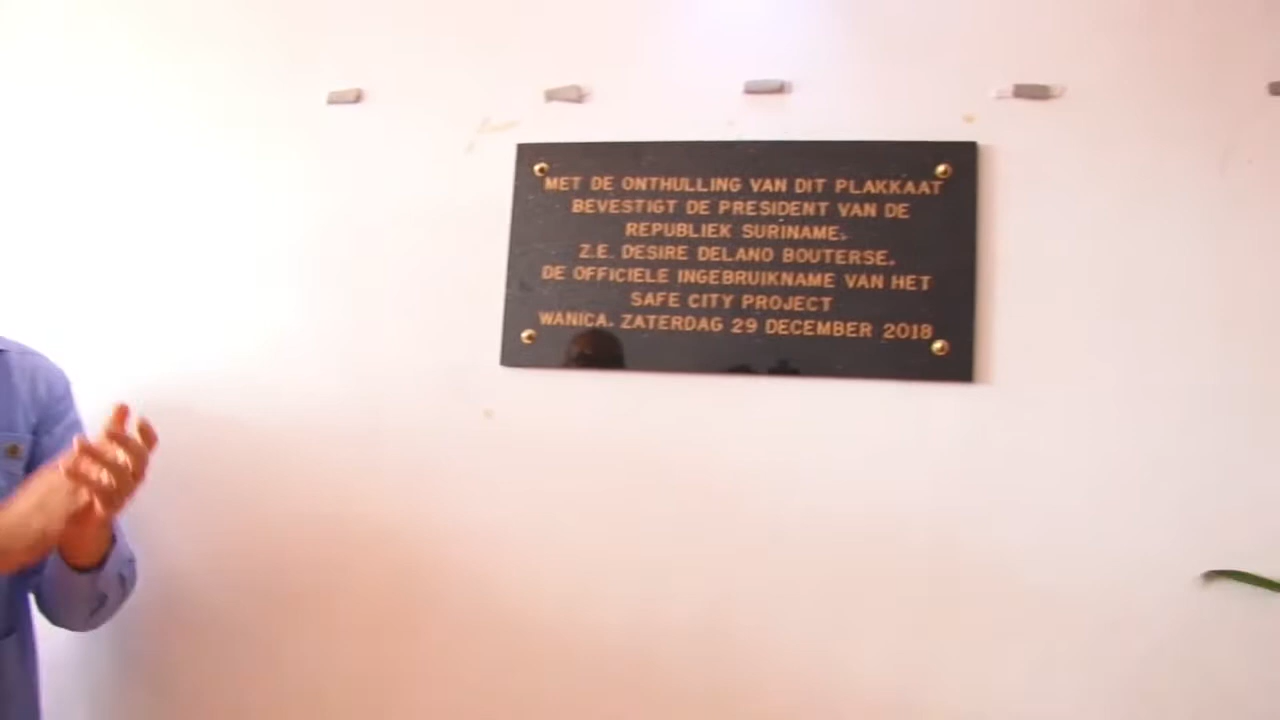 MET DE ONTHULLING VAN DIT PLAKKAAT
BEVESTIGT DE PRESIDENT VAN DE
REPUBLIEK SURINAME,
Z.E. DESIRE DELANO BOUTERSE,
DE OFFICIELE INGEBRUIKNAME VAN HET
SAFE CITY PROJECT
WANICA, ZATERDAG 29 DECEMBER 2018